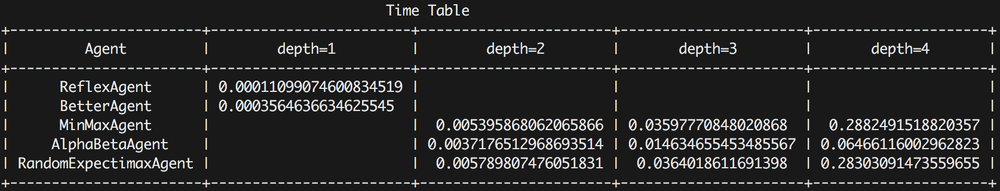 Time Table
+-----------------------+------------------------+-----------------------+----------------------+---------------------+
|         Agent         |        depth=1         |        depth=2        |       depth=3        |       depth=4       |
+-----------------------+------------------------+-----------------------+----------------------+---------------------+
|      ReflexAgent      | 0.00011099074600834519 |                       |                      |                     |
|      BetterAgent      | 0.0003564636634625545  |                       |                      |                     |
|      MinMaxAgent      |                        |  0.005395868062065866 | 0.03597770848020868  |  0.2882491518820357 |
|     AlphaBetaAgent    |                        | 0.0037176512968693514 | 0.014634655453485567 | 0.06466116002962823 |
| RandomExpectimaxAgent |                        |  0.005789807476051831 |  0.0364018611691398  | 0.28303091473559655 |
+-----------------------+------------------------+-----------------------+----------------------+---------------------+